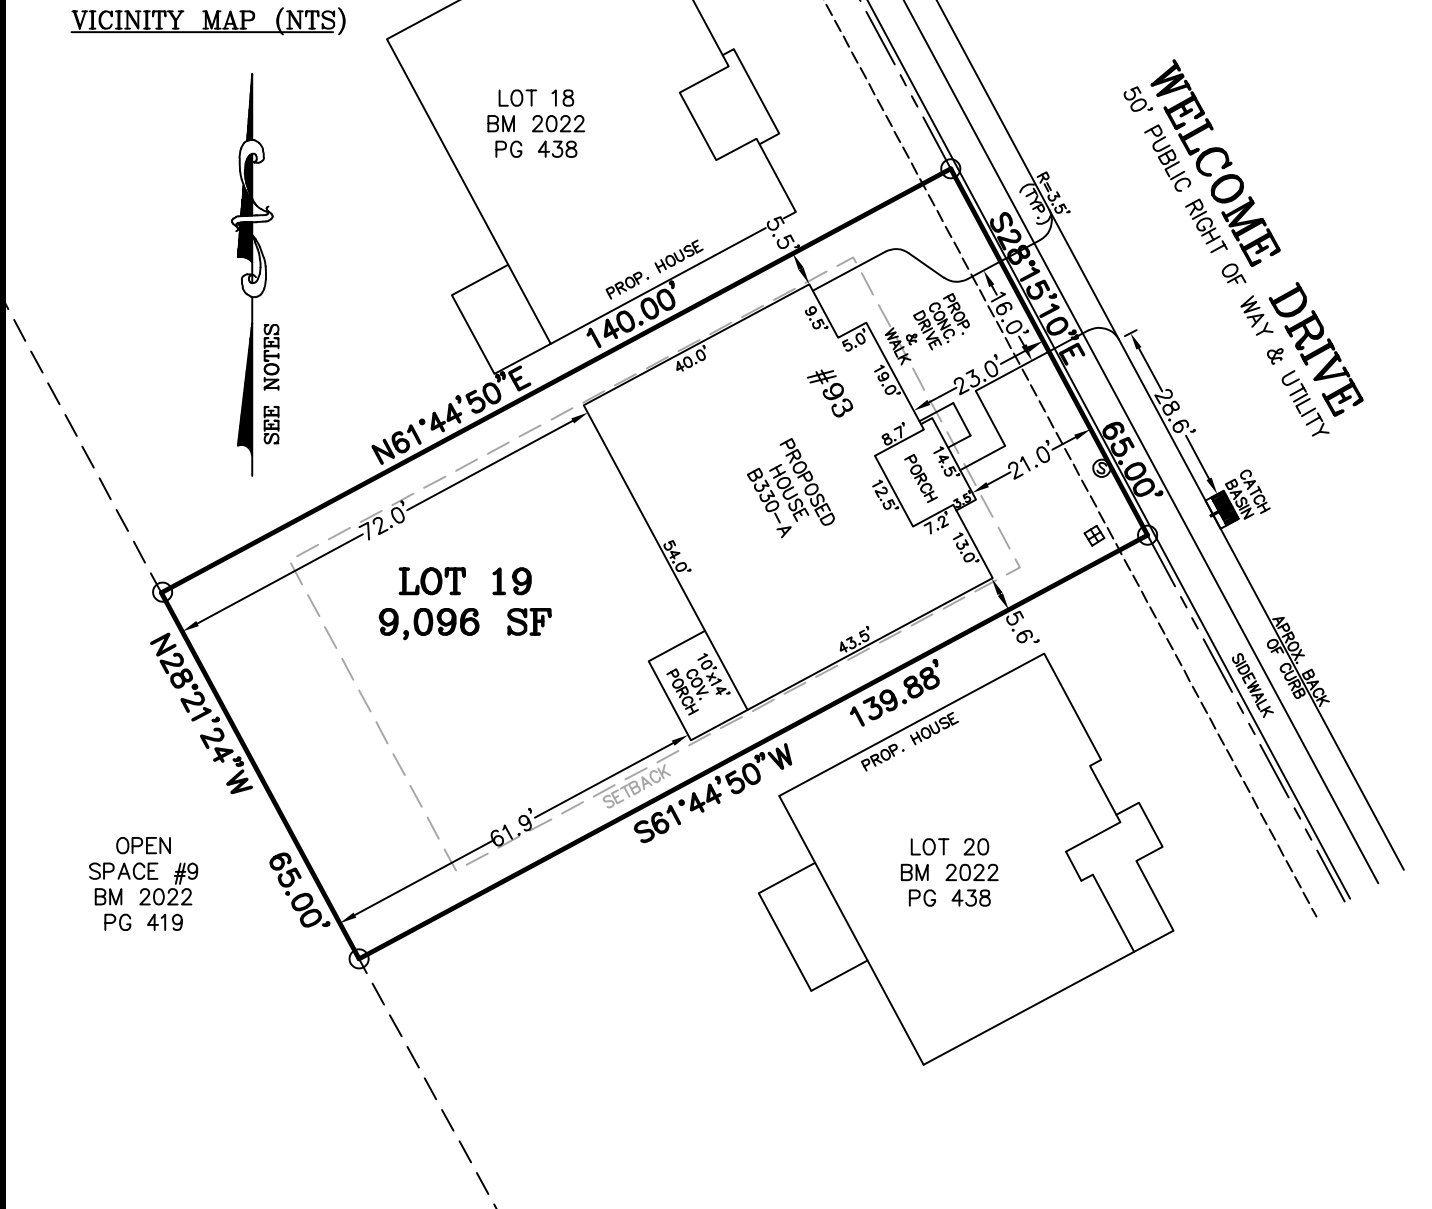 VICINITY MAP (NTS)
SEE NOTES
LOT 18
BM 2022
PG 438
WELCOME DRIVE
50' PUBLIC RIGHT OF WAY & UTILITY
R=3.5'
(TYP.)
S28°15'10"E
65.00'
PROP. HOUSE
5.5'
N61°44'50"E
140.00'
40.0'
9.5'
5.0'
19.0'
PROP.
CONC.
DRIVE
&
WALK
16.0'
23.0'
#93
8.7'
PORCH
14.5'
12.5'
3.5'
7.2'
13.0'
21.0'
S
28.6'
CATCH
BASIN
PROPOSED
HOUSE
B330-A
72.0'
54.0'
LOT 19
9,096 SF
10'x14'
COV.
PORCH
43.5'
5.6'
61.9'
SETBACK
S61°44'50"W
139.88'
N28°21'24"W
65.00'
PROP. HOUSE
SIDEWALK
APROX. BACK
OF CURB
OPEN
SPACE #9
BM 2022
PG 419
LOT 20
BM 2022
PG 438